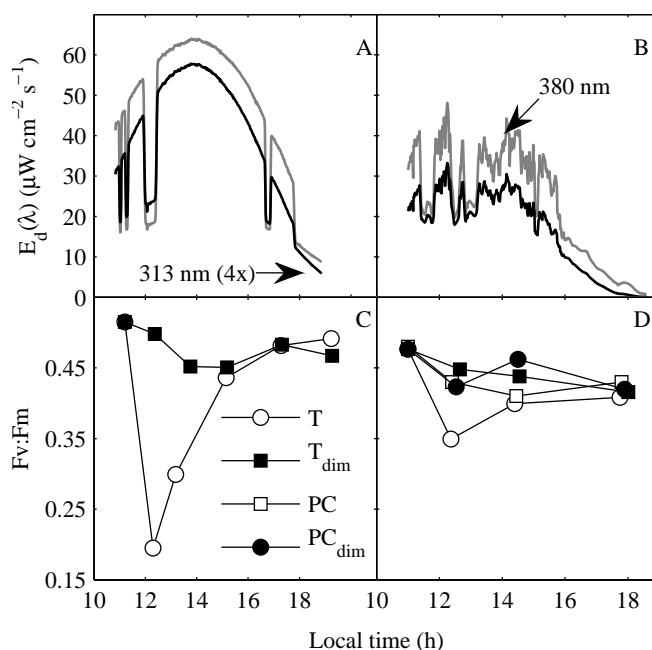 A
B
60
50
40
30
20
10
0
E_d(λ) (μW cm⁻² s⁻¹)
380 nm
313 nm (4x)
C
D
0.45
0.35
0.25
0.15
Fv:Fm
T
T_dim
PC
PC_dim
10 12 14 16 18 10 12 14 16 18
Local time (h)